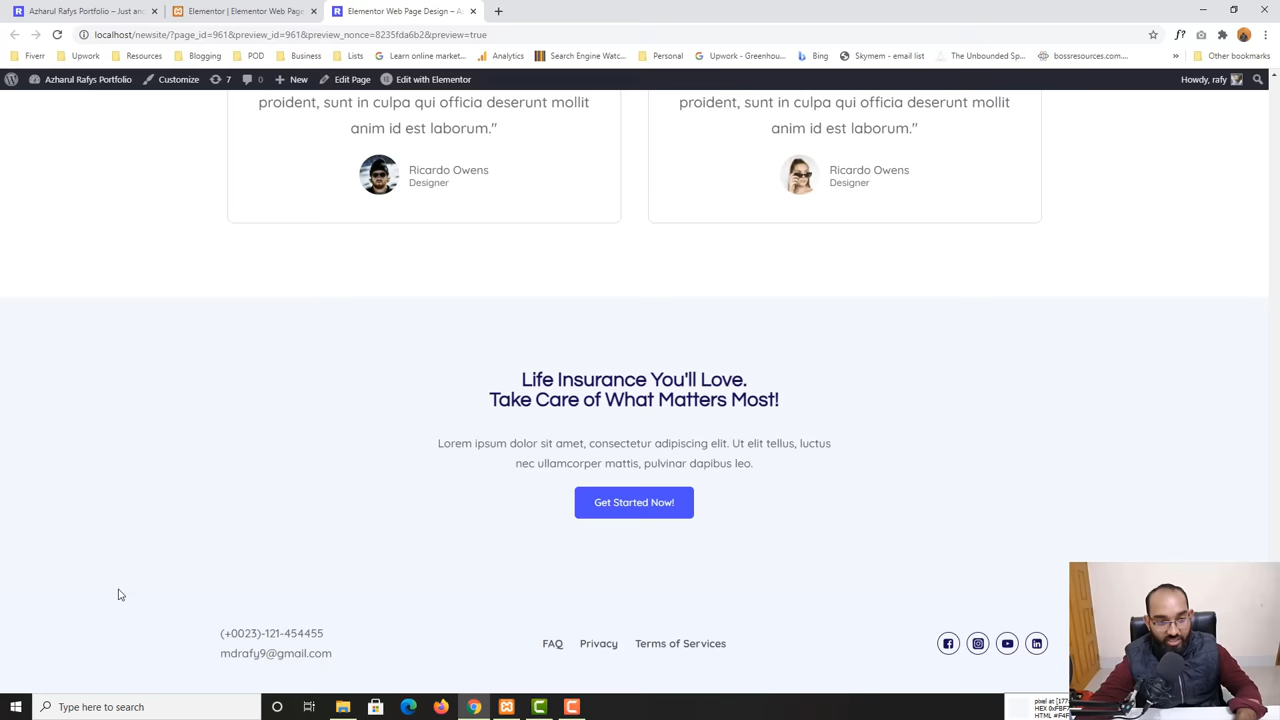 Azharul Rafys Portfolio – Just ano
Elementor | Elementor Web Page
Elementor Web Page Design – A
localhost/newsite/?page_id=961&preview_id=961&preview_nonce=8235fda6b2&preview=true
Fiverr
Upwork
Resources
Blogging
POD
Business
Lists
Learn online market...
Analytics
Search Engine Watc...
Personal
Upwork - Greenhou...
Bing
Skymem - email list
The Unbounded Sp...
bossresources.com...
»
Other bookmarks
Azharul Rafys Portfolio
Customize
7
0
New
Edit Page
Edit with Elementor
Howdy, rafy
proident, sunt in culpa qui officia deserunt mollit
anim id est laborum."
Ricardo Owens
Designer
proident, sunt in culpa qui officia deserunt mollit
anim id est laborum."
Ricardo Owens
Designer
Life Insurance You'll Love.
Take Care of What Matters Most!
Lorem ipsum dolor sit amet, consectetur adipiscing elit. Ut elit tellus, luctus
nec ullamcorper mattis, pulvinar dapibus leo.
Get Started Now!
(+0023)-121-454455
mdrafy9@gmail.com
FAQ
Privacy
Terms of Services
Type here to search